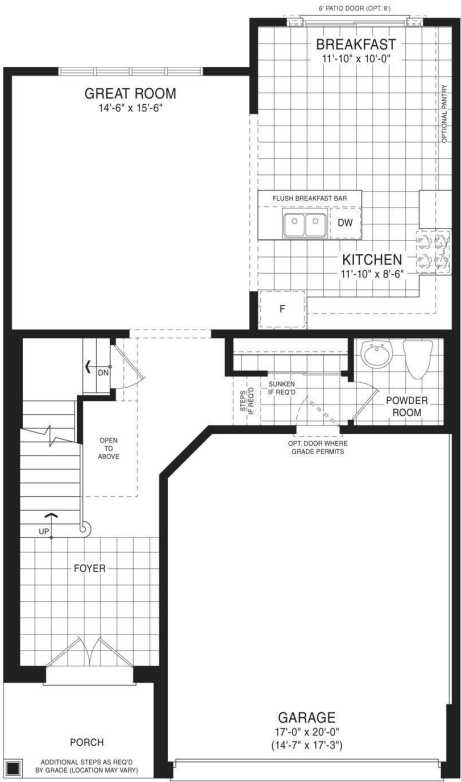 6' PATIO DOOR (OPT. 8')
BREAKFAST
11'-10" x 10'-0"
OPTIONAL PANTRY
GREAT ROOM
14'-6" x 15'-6"
FLUSH BREAKFAST BAR
DW
KITCHEN
11'-10" x 8'-6"
F
DN
STEPS
IF REQ'D
SUNKEN
IF REQ'D
POWDER
ROOM
OPEN
TO
ABOVE
OPT. DOOR WHERE
GRADE PERMITS
UP
FOYER
GARAGE
17'-0" x 20'-0"
(14'-7" x 17'-3")
PORCH
ADDITIONAL STEPS AS REQ'D
BY GRADE (LOCATION MAY VARY)